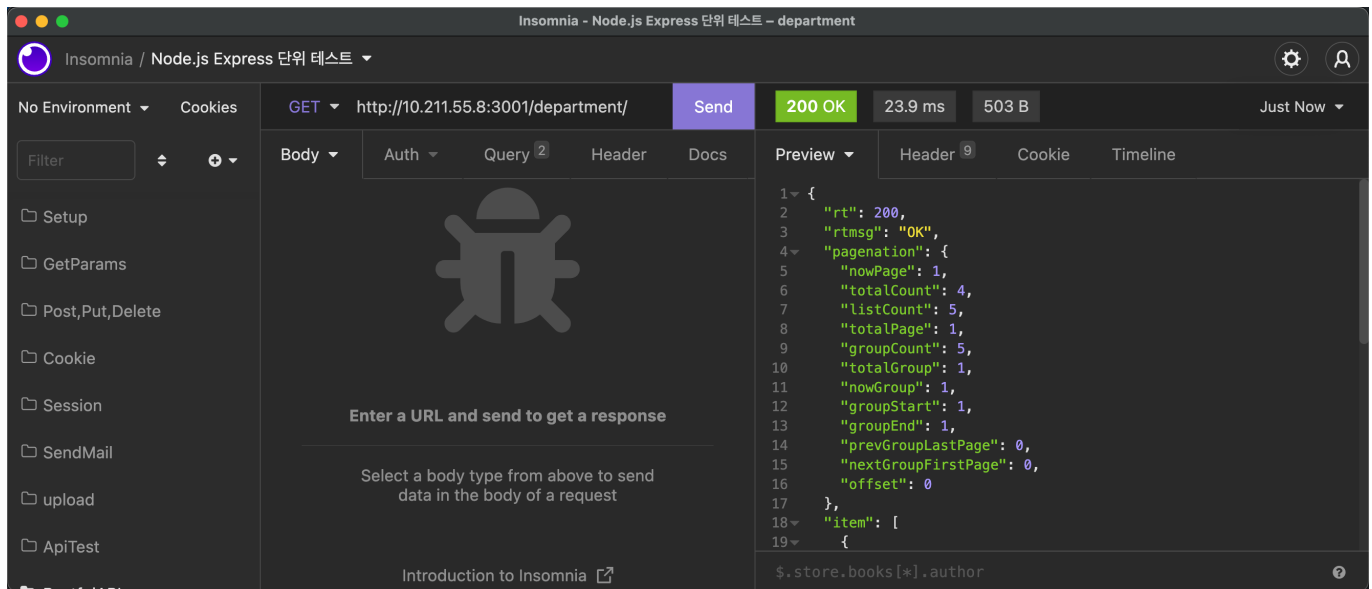 Insomnia - Node.js Express 단위 테스트 – department
Insomnia / Node.js Express 단위 테스트
No Environment Cookies
GET http://10.211.55.8:3001/department/ Send
200 OK 23.9 ms 503 B Just Now
Filter
Body Auth Query 2 Header Docs
Preview Header 9 Cookie Timeline
Setup
GetParams
Post,Put,Delete
Cookie
Session
SendMail
upload
ApiTest
Enter a URL and send to get a response
Select a body type from above to send
data in the body of a request
Introduction to Insomnia
1 {
2 "rt": 200,
3 "rtmsg": "OK",
4 "pagenation": {
5 "nowPage": 1,
6 "totalCount": 4,
7 "listCount": 5,
8 "totalPage": 1,
9 "groupCount": 5,
10 "totalGroup": 1,
11 "nowGroup": 1,
12 "groupStart": 1,
13 "groupEnd": 1,
14 "prevGroupLastPage": 0,
15 "nextGroupFirstPage": 0,
16 "offset": 0
17 },
18 "item": [
19 {
$.store.books[*].author